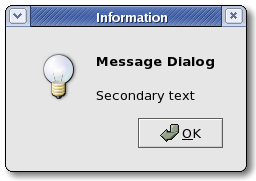 Information
Message Dialog
Secondary text
OK